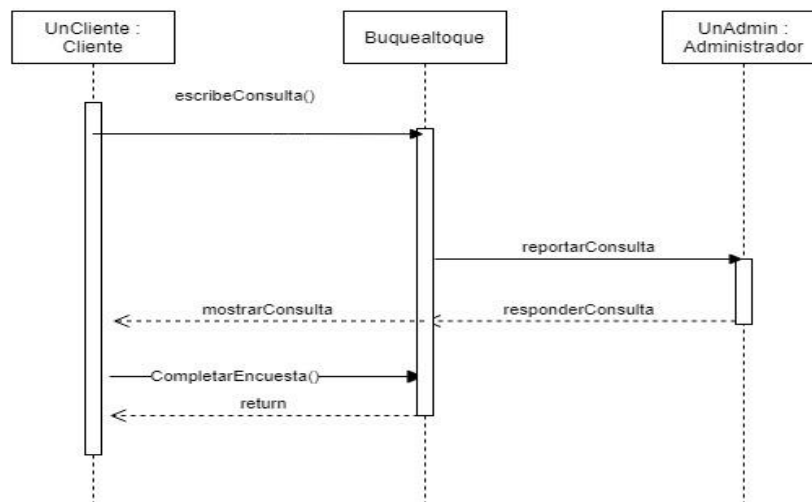 UnCliente :
Cliente
Buquealtoque
UnAdmin :
Administrador
escribeConsulta()
reportarConsulta
mostrarConsulta
responderConsulta
CompletarEncuesta()
return